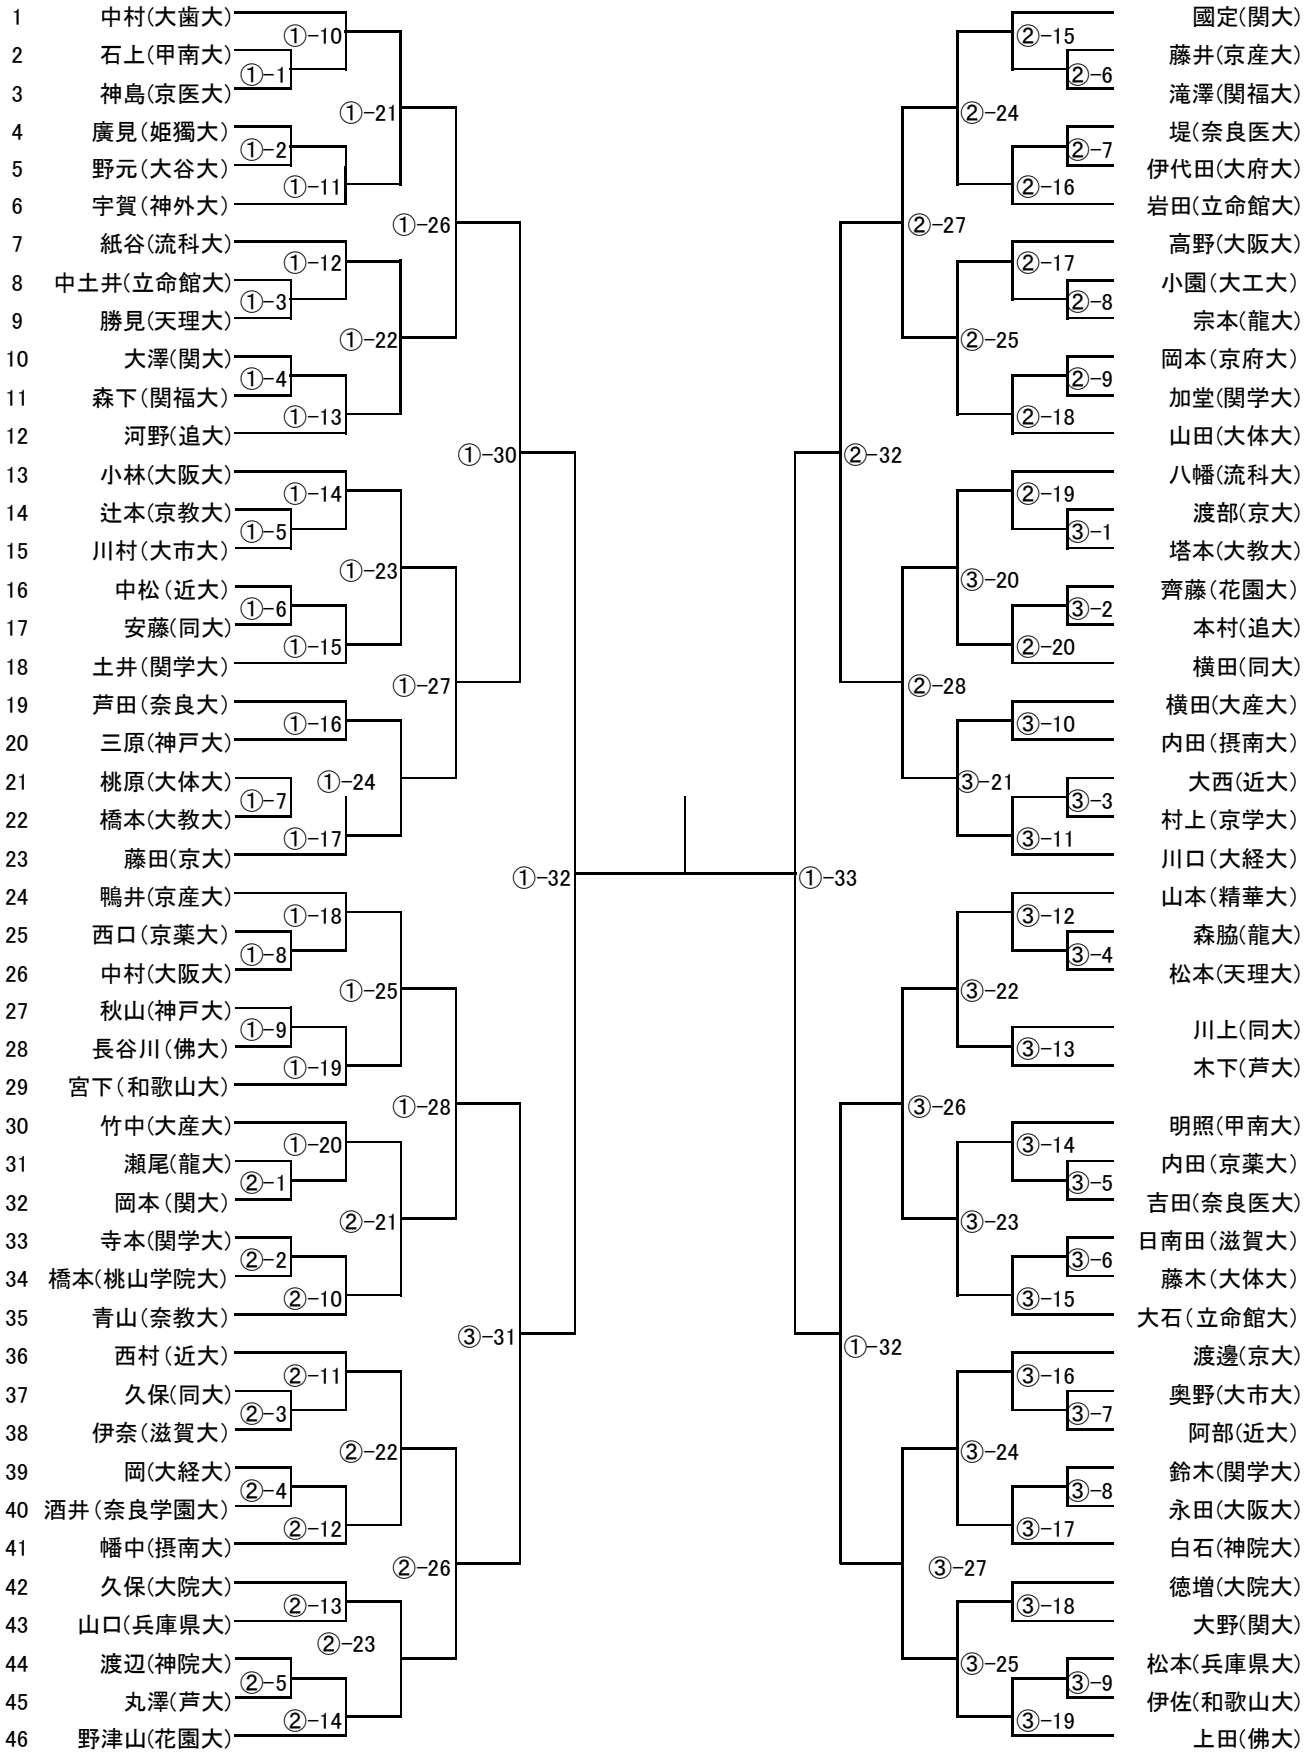 1 中村(大歯大) 國定(関大)
①-10 ②-15
2 石上(甲南大) 藤井(京産大)
①-1 ②-6
3 神島(京医大) 滝澤(関福大)
①-21 ②-24
4 廣見(姫獨大) 堤(奈良医大)
①-2 ②-7
5 野元(大谷大) 伊代田(大府大)
①-11 ②-16
6 宇賀(神外大) 岩田(立命館大)
①-26 ②-27
7 紙谷(流科大) 高野(大阪大)
①-12 ②-17
8 中土井(立命館大) 小園(大工大)
①-3 ②-8
9 勝見(天理大) 宗本(龍大)
①-22 ②-25
10 大澤(関大) 岡本(京府大)
①-4 ②-9
11 森下(関福大) 加堂(関学大)
①-13 ②-18
12 河野(追大) 山田(大体大)
①-30 ②-32
13 小林(大阪大) 八幡(流科大)
①-14 ②-19
14 辻本(京教大) 渡部(京大)
①-5 ③-1
15 川村(大市大) 塔本(大教大)
①-23 ③-20
16 中松(近大) 齊藤(花園大)
①-6 ③-2
17 安藤(同大) 本村(追大)
①-15 ②-20
18 土井(関学大) 横田(同大)
①-27 ②-28
19 芦田(奈良大) 横田(大産大)
①-16 ③-10
20 三原(神戸大) 内田(摂南大)
21 桃原(大体大) ①-24 ③-21 大西(近大)
①-7 ③-3
22 橋本(大教大) 村上(京学大)
①-17 ③-11
23 藤田(京大) 川口(大経大)
①-32 ①-33
24 鴨井(京産大) 山本(精華大)
①-18 ③-12
25 西口(京薬大) 森脇(龍大)
①-8 ③-4
26 中村(大阪大) 松本(天理大)
①-25 ③-22
27 秋山(神戸大) 川上(同大)
①-9
28 長谷川(佛大) ③-13
①-19 木下(芦大)
29 宮下(和歌山大)
①-28 ③-26
30 竹中(大産大) 明照(甲南大)
①-20 ③-14
31 瀬尾(龍大) 内田(京薬大)
②-1 ③-5
32 岡本(関大) 吉田(奈良医大)
②-21 ③-23
33 寺本(関学大) 日南田(滋賀大)
②-2 ③-6
34 橋本(桃山学院大) 藤木(大体大)
②-10 ③-15
35 青山(奈教大) 大石(立命館大)
③-31 ①-32
36 西村(近大) 渡邊(京大)
②-11 ③-16
37 久保(同大) 奥野(大市大)
②-3 ③-7
38 伊奈(滋賀大) 阿部(近大)
②-22 ③-24
39 岡(大経大) 鈴木(関学大)
②-4 ③-8
40 酒井(奈良学園大) 永田(大阪大)
②-12 ③-17
41 幡中(摂南大) 白石(神院大)
②-26 ③-27
42 久保(大院大) 徳増(大院大)
②-13 ③-18
43 山口(兵庫県大) 大野(関大)
②-23
44 渡辺(神院大) ③-25 松本(兵庫県大)
②-5 ③-9
45 丸澤(芦大) 伊佐(和歌山大)
②-14 ③-19
46 野津山(花園大) 上田(佛大)